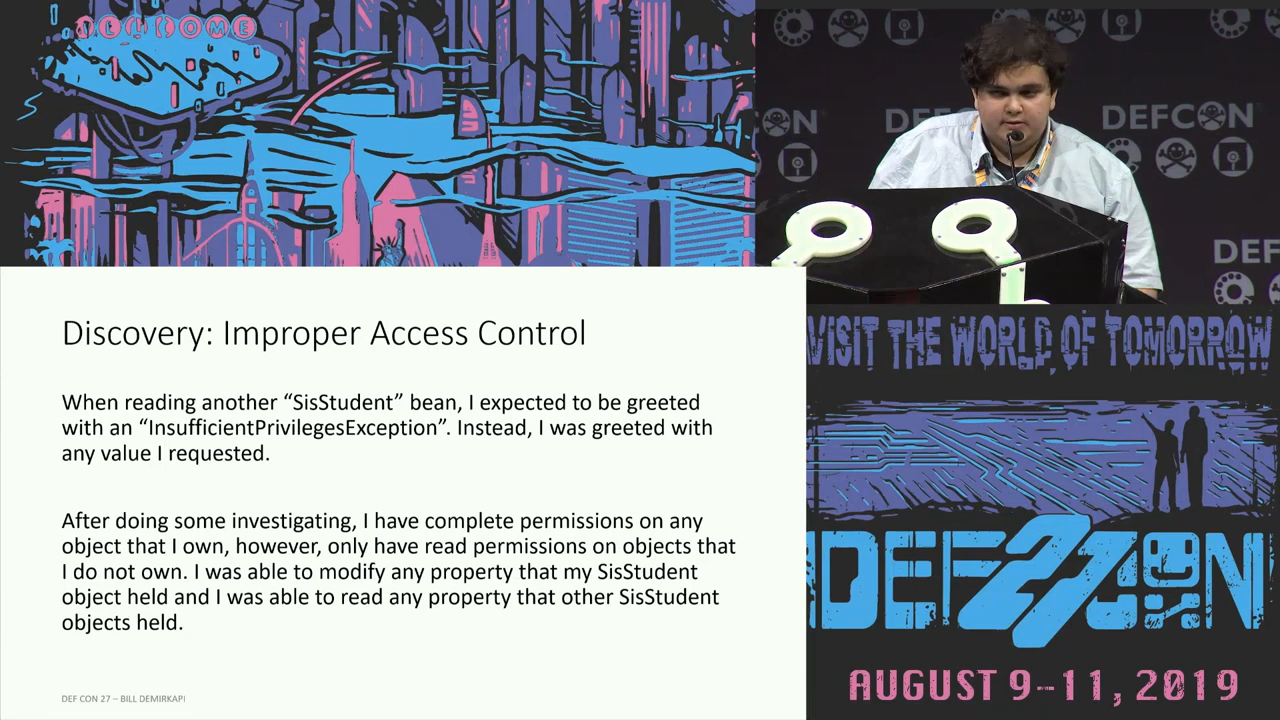 WELCOME
DEFCON
DEF
DEFCON
DEF
Discovery: Improper Access Control
When reading another “SisStudent” bean, I expected to be greeted
with an “InsufficientPrivilegesException”. Instead, I was greeted with
any value I requested.
After doing some investigating, I have complete permissions on any
object that I own, however, only have read permissions on objects that
I do not own. I was able to modify any property that my SisStudent
object held and I was able to read any property that other SisStudent
objects held.
DEF CON 27 – BILL DEMIRKAPI
VISIT THE WORLD OF TOMORROW
DEF27CON
AUGUST 9-11, 2019